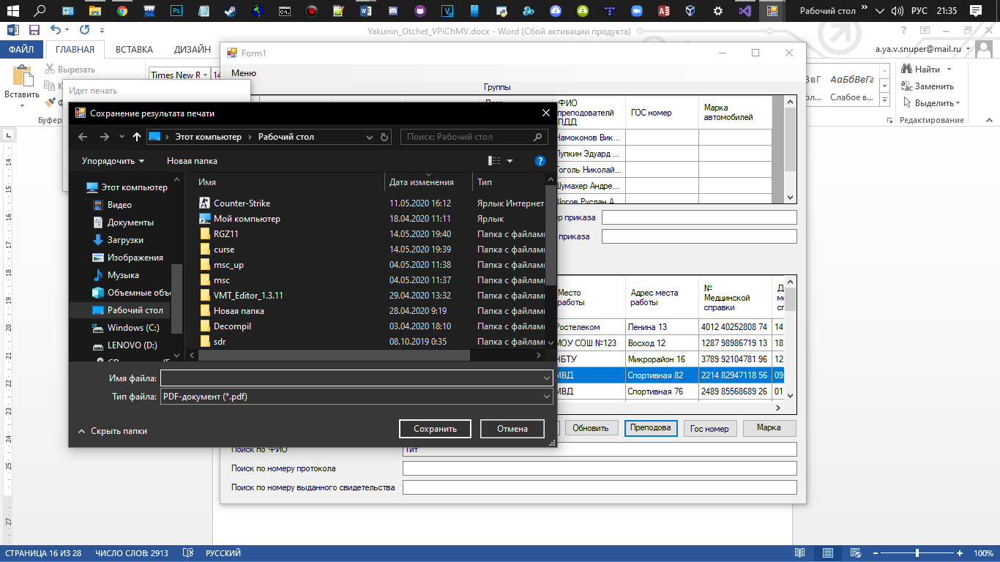 Рабочий стол
РУС
21:35
Yakunin_Otchet_VPiChMV.docx - Word (Сбой активации продукта)
ФАЙЛ
ГЛАВНАЯ
ВСТАВКА
ДИЗАЙН
a.ya.v.snuper@mail.ru
Вставить
Вырезать
Times New R
Найти
Заменить
Выделить
Редактирование
АаБбВвГг
Слабое в...
Form1
Меню
Группы
ФИО преподователей ПДД
ГОС номер
Марка автомобилей
Намоконов Вик...
Пупкин Эдуард ...
Гоголь Николай...
Шумахер Андре...
приказа
приказа
Идет печать
Сохранение результата печати
Этот компьютер
Рабочий стол
Поиск: Рабочий стол
Упорядочить
Новая папка
?
Этот компьютер
Видео
Документы
Загрузки
Изображения
Музыка
Объемные объ
Рабочий стол
Windows (C:)
LENOVO (D:)
Имя
Дата изменения
Тип
Counter-Strike 11.05.2020 16:12 Ярлык Интернет
Мой компьютер 18.04.2020 11:11 Ярлык
RGZ11 14.05.2020 19:40 Папка с файлами
curse 14.05.2020 19:39 Папка с файлами
msc_up 04.05.2020 11:38 Папка с файлами
msc 04.05.2020 11:37 Папка с файлами
VMT_Editor_1.3.11 29.04.2020 13:32 Папка с файлами
Новая папка 28.04.2020 9:19 Папка с файлами
Decompil 03.04.2020 18:10 Папка с файлами
sdr 08.10.2019 0:35 Папка с файлами
Имя файла:
Тип файла: PDF-документ (*.pdf)
Скрыть папки
Сохранить
Отмена
Место работы
Адрес места работы
№ Медцинской справки
Ростелеком Ленина 13 4012 40252808 74 14
МОУ СОШ №123 Восход 12 1287 98986719 13 18
НБТУ Микрорайон 16 3789 92104781 96 12
МВД Спортивная 82 2214 82947118 56 09
МВД Спортивная 76 2489 85568689 26 01
Обновить
Преподова
Гос номер
Марка
Поиск по ФИО
Тит
Поиск по номеру протокола
Поиск по номеру выданного свидетельства
СТРАНИЦА 16 ИЗ 28
ЧИСЛО СЛОВ: 2913
РУССКИЙ
100%